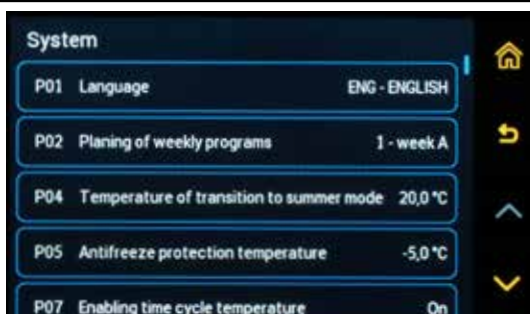 System
P01 Language ENG - ENGLISH
P02 Planing of weekly programs 1 - week A
P04 Temperature of transition to summer mode 20,0 °C
P05 Antifreeze protection temperature -5,0 °C
P07 Enabling time cycle temperature On